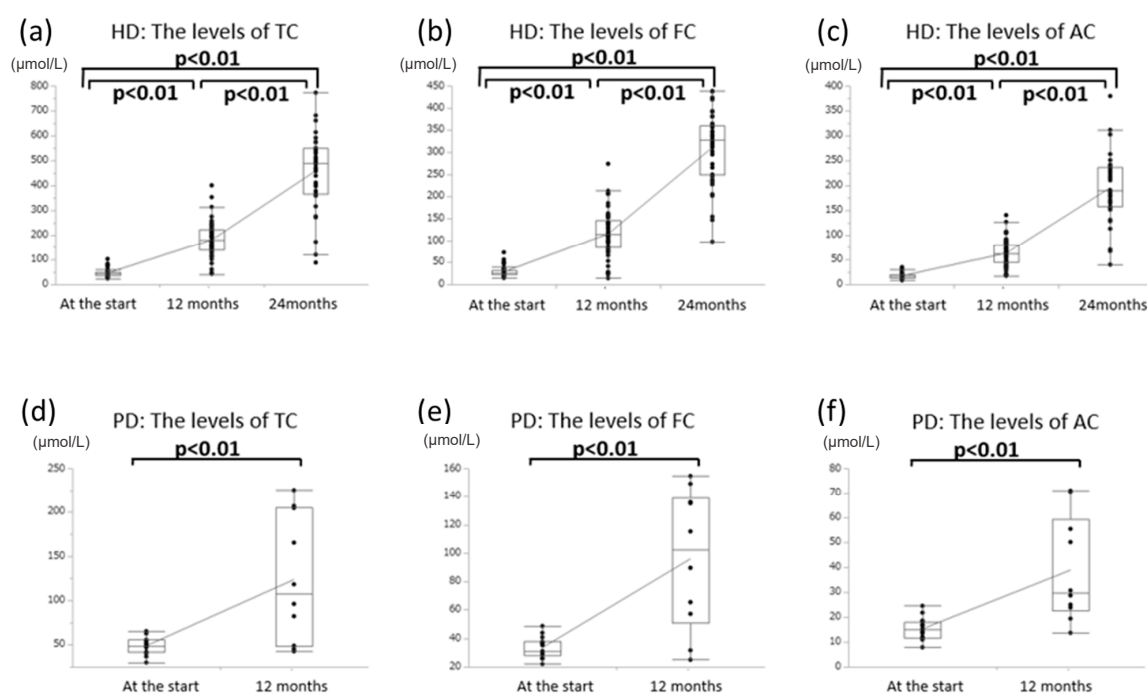 (a) HD: The levels of TC
(µmol/L)
p<0.01
p<0.01 p<0.01
800
700
600
500
400
300
200
100
0
At the start 12 months 24months
(b) HD: The levels of FC
(µmol/L)
p<0.01
p<0.01 p<0.01
450
400
350
300
250
200
150
100
50
0
At the start 12 months 24months
(c) HD: The levels of AC
(µmol/L)
p<0.01
p<0.01 p<0.01
400
350
300
250
200
150
100
50
0
At the start 12 months 24months
(d) PD: The levels of TC
(µmol/L)
p<0.01
250
200
150
100
50
At the start 12 months
(e) PD: The levels of FC
(µmol/L)
p<0.01
160
140
120
100
80
60
40
20
At the start 12 months
(f) PD: The levels of AC
(µmol/L)
p<0.01
80
70
60
50
40
30
20
10
0
At the start 12 months